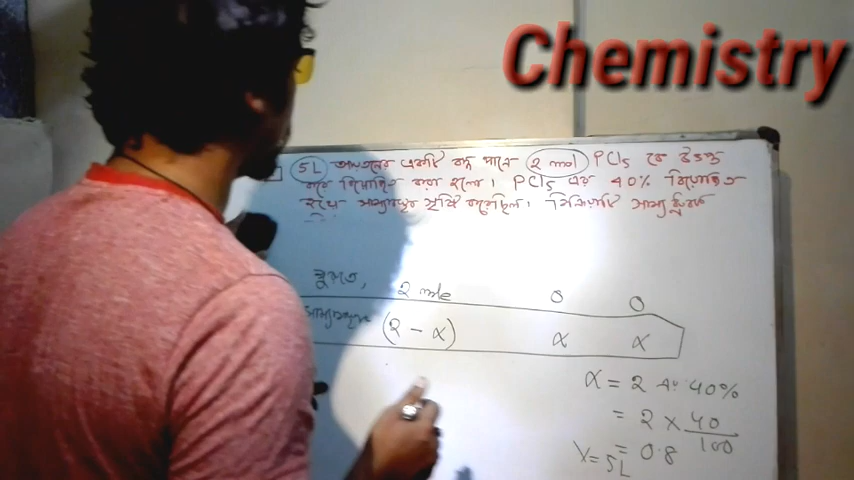 Chemistry
5L আয়তনের একটি বদ্ধ পাত্রে 2 mol PCl5 কে উত্তপ্ত
করে বিয়োজিত করা হলো। PCl5 এর 40% বিয়োজিত
হয়ে সাম্যাবস্থার সৃষ্টি করেছিল। বিক্রিয়াটি সাম্য ধ্রুবক
শুরুতে, 2 mole 0 0
সাম্যাবস্থায় (2 - α) α α
α = 2 এর 40%
= 2 × 40/100
= 0.8
V = 5L